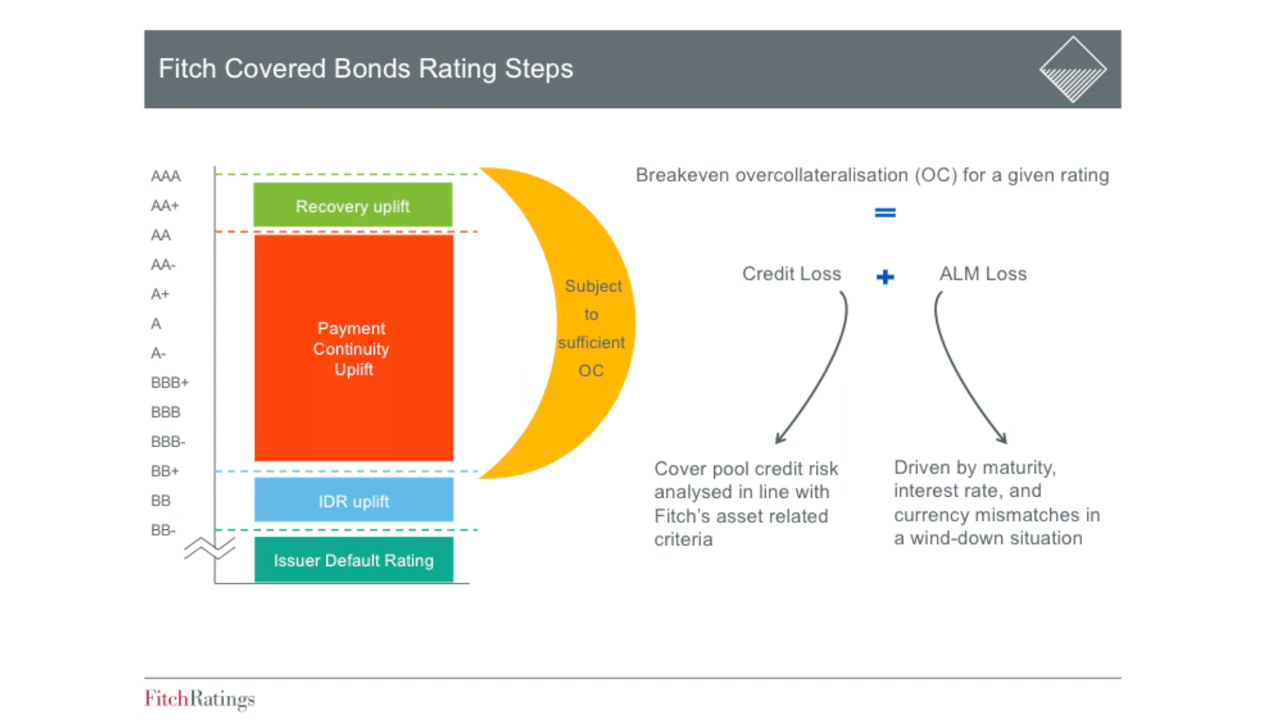 Fitch Covered Bonds Rating Steps
AAA
AA+
AA
AA-
A+
A
A-
BBB+
BBB
BBB-
BB+
BB
BB-
Recovery uplift
Payment
Continuity
Uplift
IDR uplift
Issuer Default Rating
Subject
to
sufficient
OC
Breakeven overcollateralisation (OC) for a given rating
=
Credit Loss + ALM Loss
Cover pool credit risk
analysed in line with
Fitch's asset related
criteria
Driven by maturity,
interest rate, and
currency mismatches in
a wind-down situation
FitchRatings